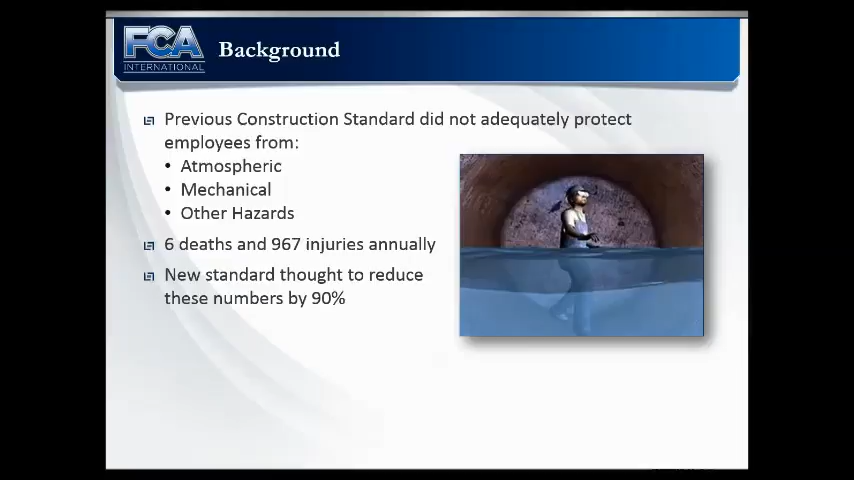 FCA
INTERNATIONAL
Background
Previous Construction Standard did not adequately protect
employees from:
• Atmospheric
• Mechanical
• Other Hazards
6 deaths and 967 injuries annually
New standard thought to reduce
these numbers by 90%